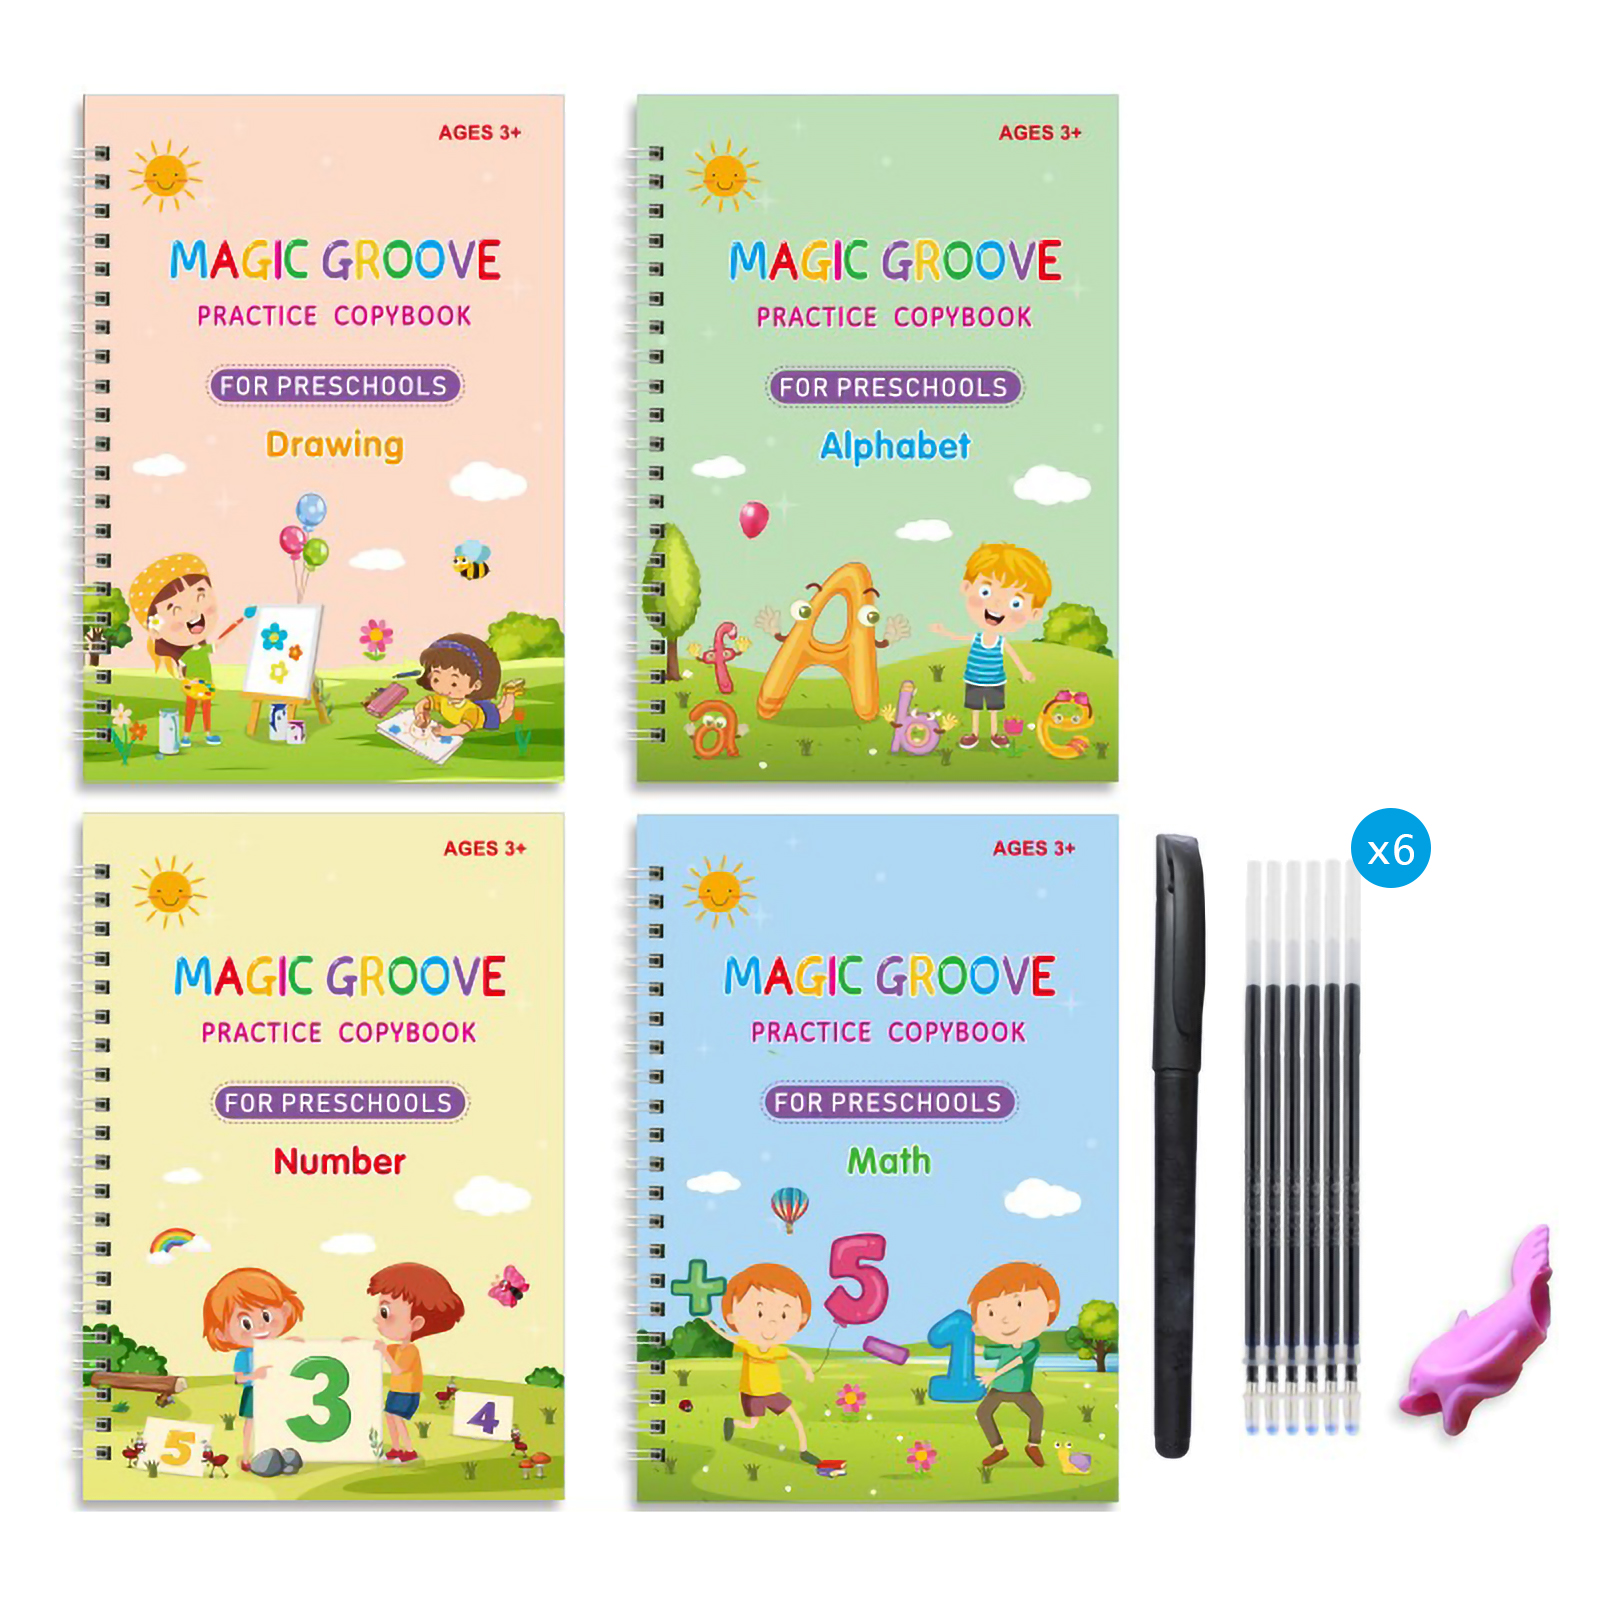 AGES 3+
MAGIC GROOVE
PRACTICE COPYBOOK
FOR PRESCHOOLS
Drawing
AGES 3+
MAGIC GROOVE
PRACTICE COPYBOOK
FOR PRESCHOOLS
Alphabet
A
f
a
b
e
AGES 3+
MAGIC GROOVE
PRACTICE COPYBOOK
FOR PRESCHOOLS
Number
3
5
4
AGES 3+
MAGIC GROOVE
PRACTICE COPYBOOK
FOR PRESCHOOLS
Math
+ 5 - 1
x6